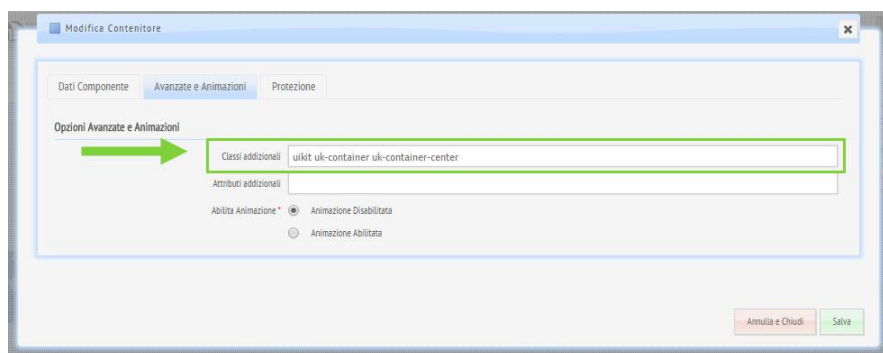 Modifica Contenitore
Dati Componente Avanzate e Animazioni Protezione
Opzioni Avanzate e Animazioni
Classi addizionali uikit uk-container uk-container-center
Attributi addizionali
Abilita Animazione * Animazione Disabilitata
Animazione Abilitata
Annulla e Chiudi Salva